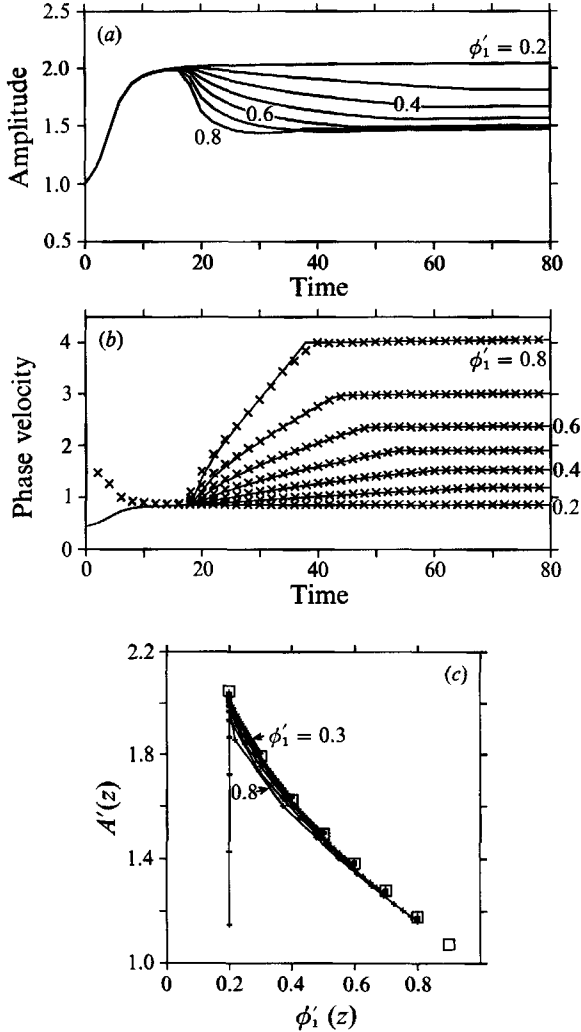 (a)
ϕ′₁ = 0.2
0.4
0.6
0.8
2.5
2.0
1.5
1.0
0.5
Amplitude
0 20 40 60 80
Time
(b)
ϕ′₁ = 0.8
0.6
0.4
0.2
4
3
2
1
0
Phase velocity
0 20 40 60 80
Time
(c)
ϕ′₁ = 0.3
0.8
2.2
1.8
1.4
1.0
A′(z)
0 0.2 0.4 0.6 0.8
ϕ′₁ (z)